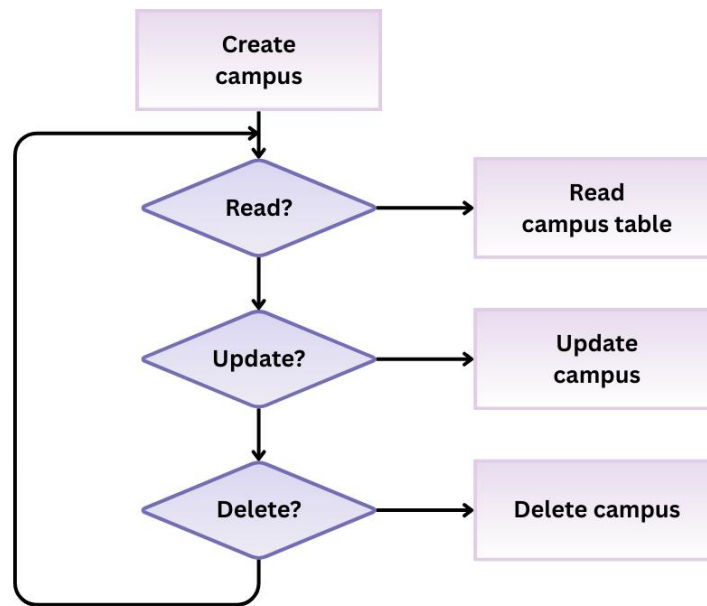 Create
campus
Read?
Read
campus table
Update?
Update
campus
Delete?
Delete campus